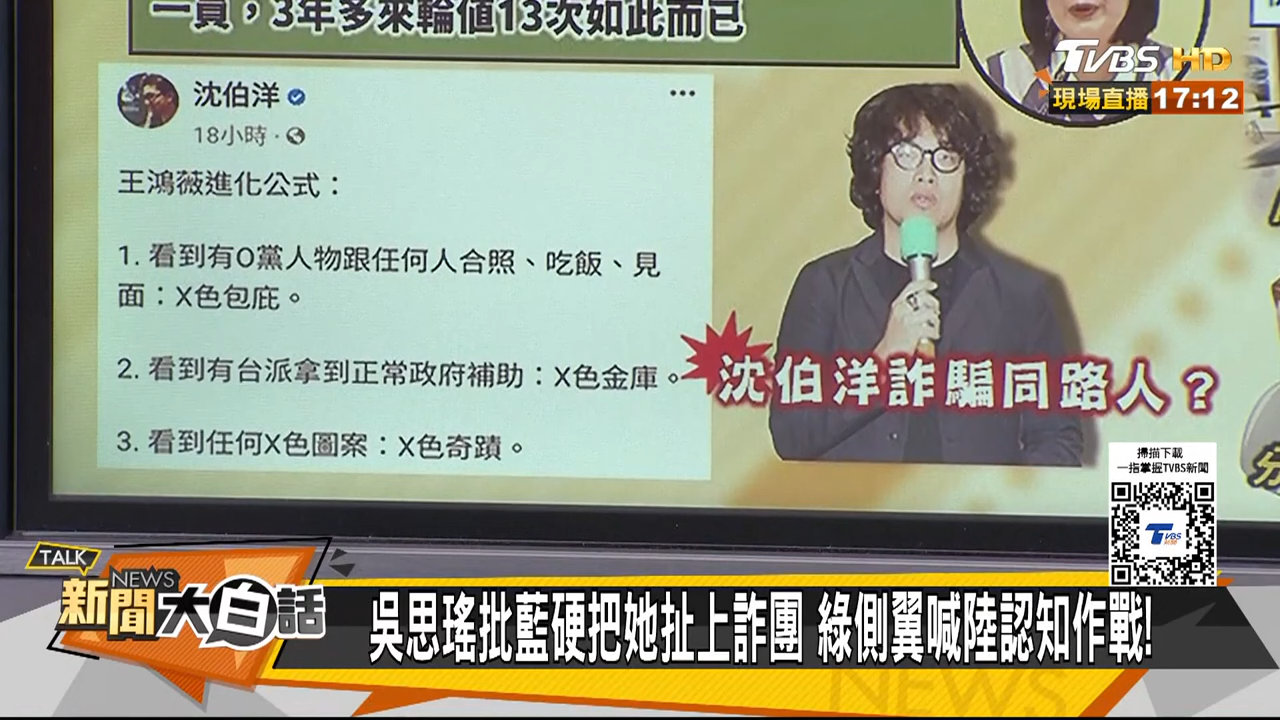 一員，3年多來輪值13次如此而已
TVBS HD
現場直播 17:12
沈伯洋
18小時
王鴻薇進化公式：
1. 看到有O黨人物跟任何人合照、吃飯、見
面：X色包庇。
2. 看到有台派拿到正常政府補助：X色金庫。
3. 看到任何X色圖案：X色奇蹟。
沈伯洋詐騙同路人？
掃描下載
一指掌握TVBS新聞
TVBS
新聞
TALK
NEWS
新聞大白話
吳思瑤批藍硬把她扯上詐團 綠側翼喊陸認知作戰!
NEWS